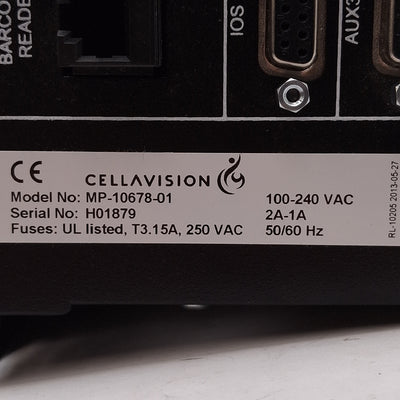 BARCO
READE
IOS
AUX3
CE CELLAVISION
Model No: MP-10678-01 100-240 VAC
Serial No: H01879 2A-1A
Fuses: UL listed, T3.15A, 250 VAC 50/60 Hz
RL-10205 2013-05-27